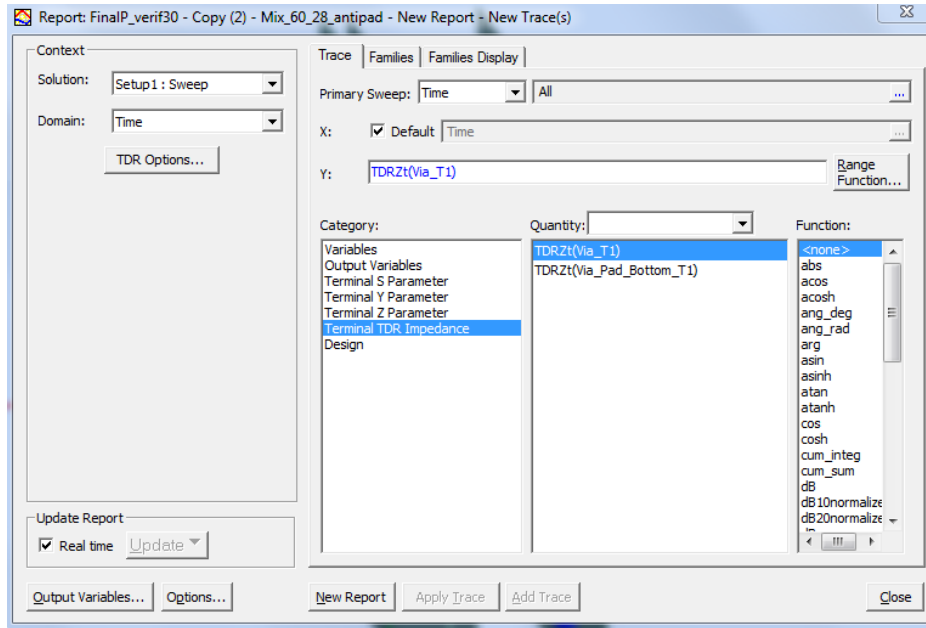 Report: FinalP_verif30 - Copy (2) - Mix_60_28_antipad - New Report - New Trace(s)
Context
Solution: Setup1 : Sweep
Domain: Time
TDR Options...
Update Report
Real time Update
Output Variables... Options...
Trace Families Families Display
Primary Sweep: Time All ...
X: Default Time ...
Y: TDRZt(Via_T1) Range
Function...
Category: Quantity: Function:
Variables
Output Variables
Terminal S Parameter
Terminal Y Parameter
Terminal Z Parameter
Terminal TDR Impedance
Design
TDRZt(Via_T1)
TDRZt(Via_Pad_Bottom_T1)
<none>
abs
acos
acosh
ang_deg
ang_rad
arg
asin
asinh
atan
atanh
cos
cosh
cum_integ
cum_sum
dB
dB10normalize
dB20normalize
New Report Apply Trace Add Trace Close